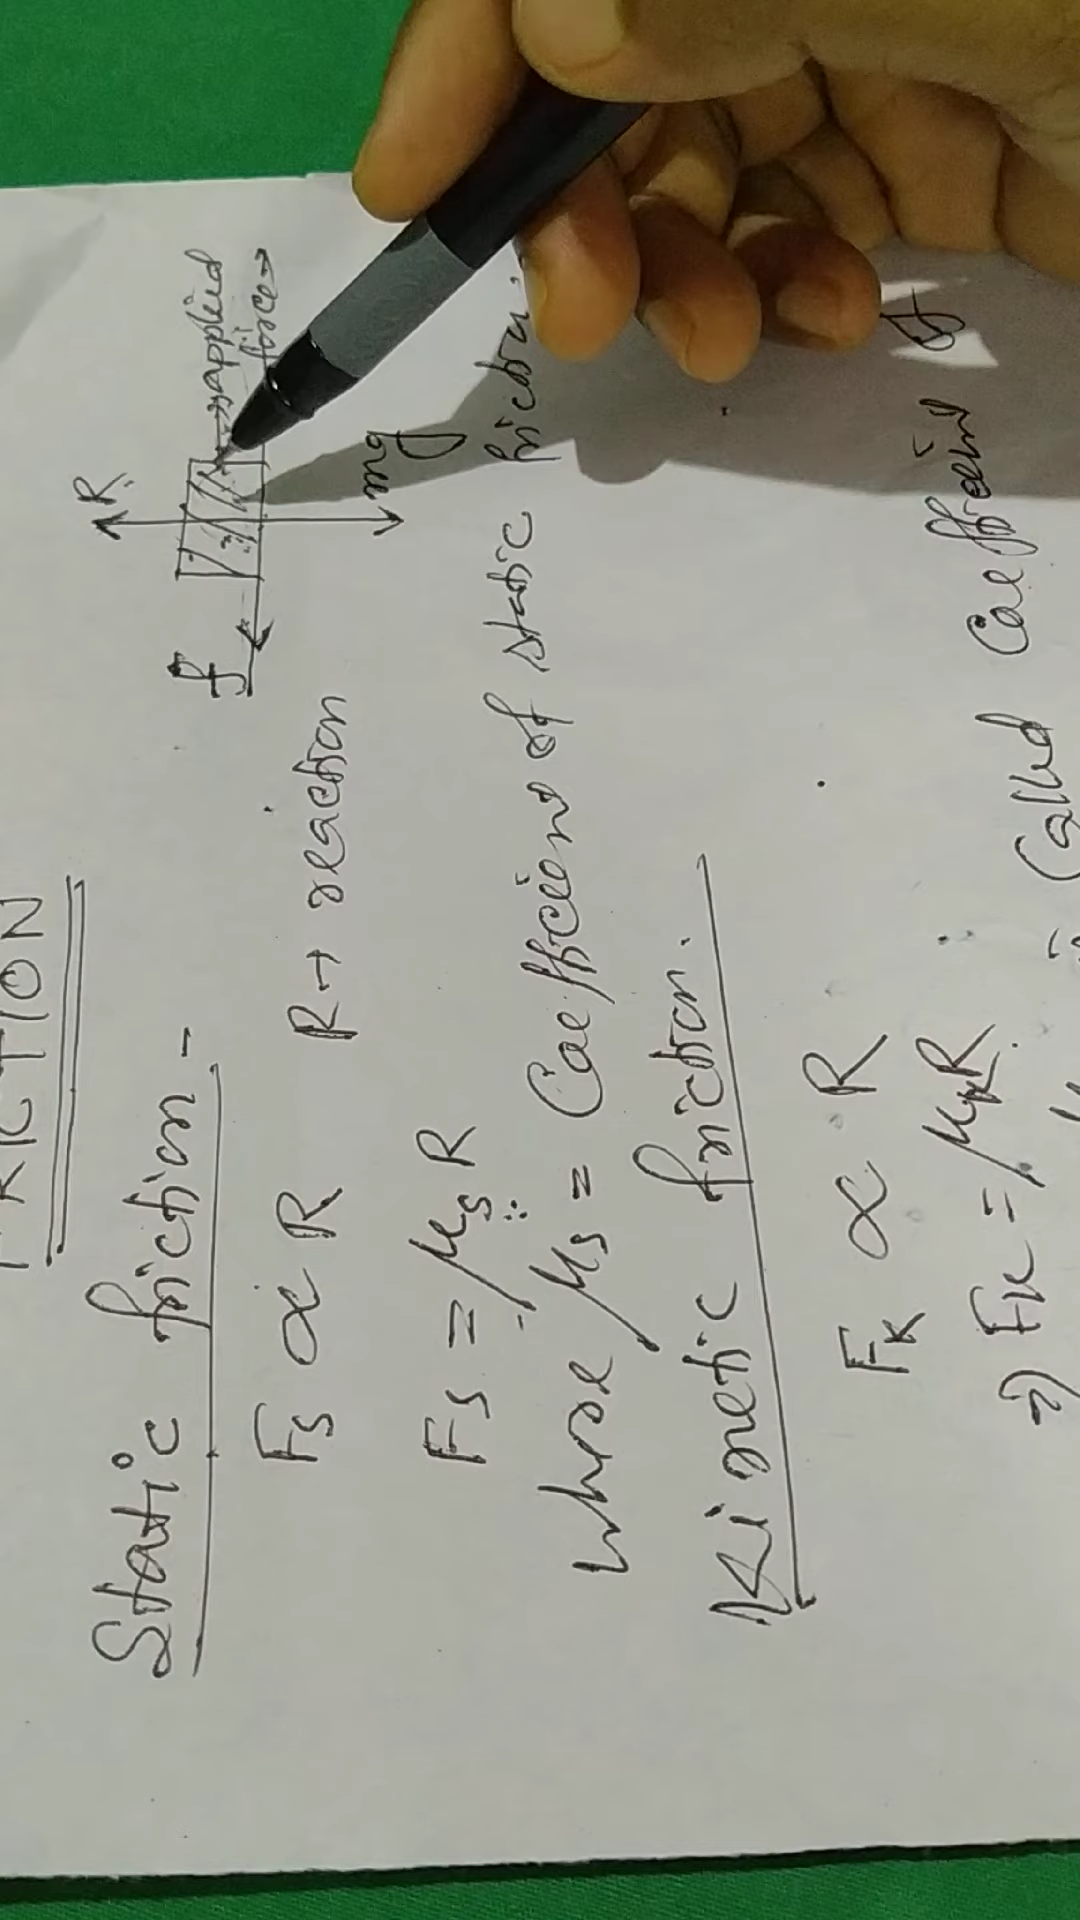 FRICTION
Static friction -
R
f
applied
force
mg
Fs ∝ R R → reaction
Fs = μs R
where μs = Coefficient of static friction.
Kinetic friction.
FK ∝ R
⇒ FK = μK R
Called Coefficient of